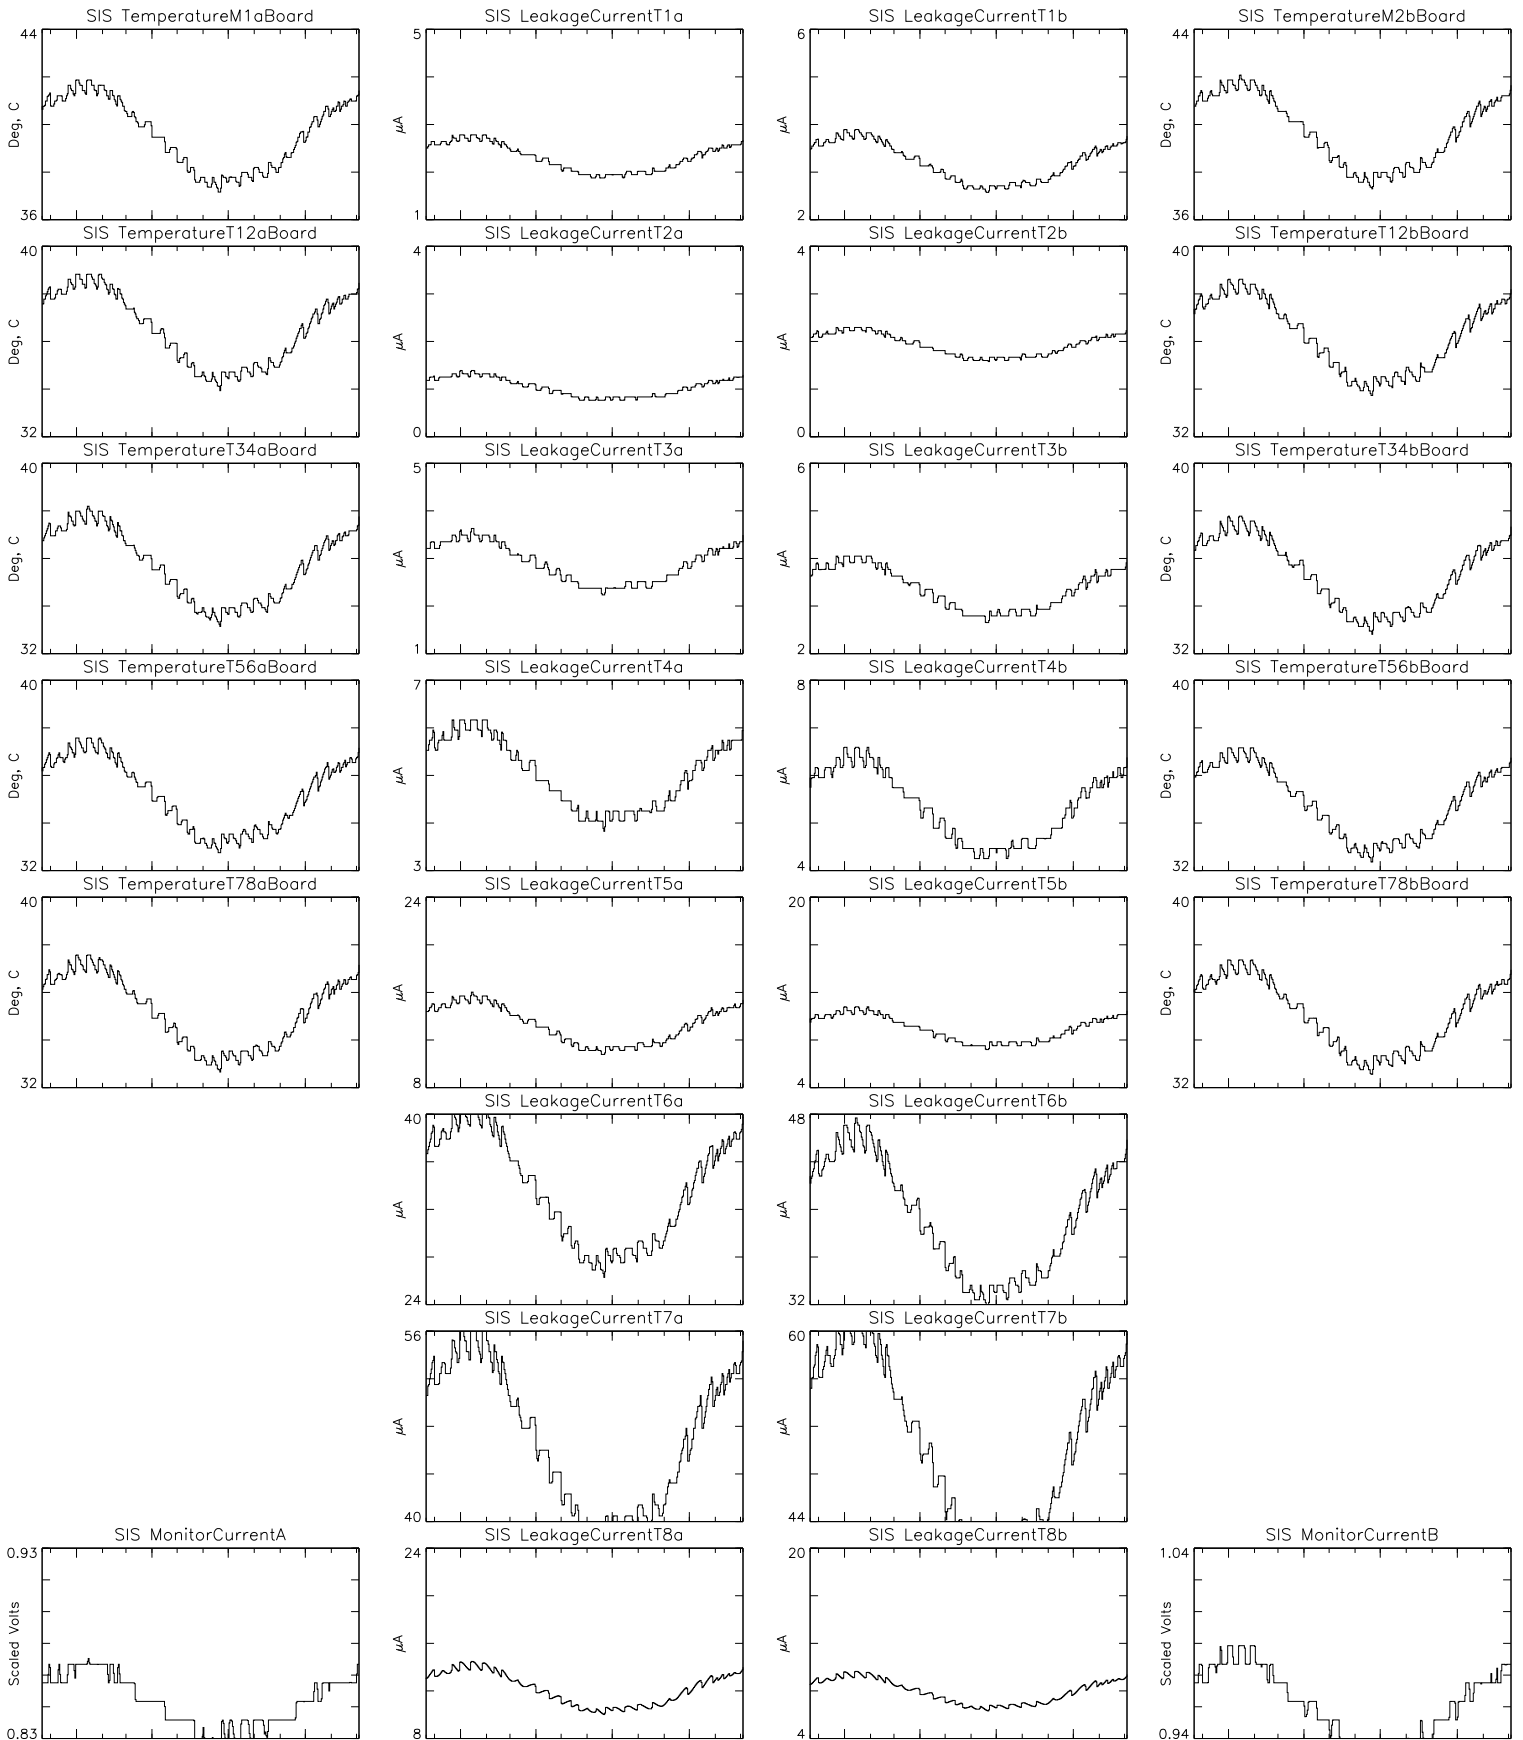 SIS TemperatureM1aBoard
44
Deg, C
36
SIS LeakageCurrentT1a
5
μA
1
SIS LeakageCurrentT1b
6
μA
2
SIS TemperatureM2bBoard
44
Deg, C
36
SIS TemperatureT12aBoard
40
Deg, C
32
SIS LeakageCurrentT2a
4
μA
0
SIS LeakageCurrentT2b
4
μA
0
SIS TemperatureT12bBoard
40
Deg, C
32
SIS TemperatureT34aBoard
40
Deg, C
32
SIS LeakageCurrentT3a
5
μA
1
SIS LeakageCurrentT3b
6
μA
2
SIS TemperatureT34bBoard
40
Deg, C
32
SIS TemperatureT56aBoard
40
Deg, C
32
SIS LeakageCurrentT4a
7
μA
3
SIS LeakageCurrentT4b
8
μA
4
SIS TemperatureT56bBoard
40
Deg, C
32
SIS TemperatureT78aBoard
40
Deg, C
32
SIS LeakageCurrentT5a
24
μA
8
SIS LeakageCurrentT5b
20
μA
4
SIS TemperatureT78bBoard
40
Deg, C
32
SIS LeakageCurrentT6a
40
μA
24
SIS LeakageCurrentT6b
48
μA
32
SIS LeakageCurrentT7a
56
μA
40
SIS LeakageCurrentT7b
60
μA
44
SIS MonitorCurrentA
0.93
Scaled Volts
0.83
SIS LeakageCurrentT8a
24
μA
8
SIS LeakageCurrentT8b
20
μA
4
SIS MonitorCurrentB
1.04
Scaled Volts
0.94